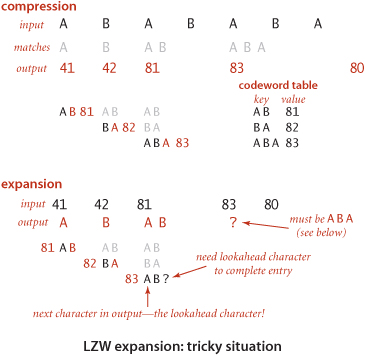 compression
input A B A B A B A
matches A B A B A B A
output 41 42 81 83 80
codeword table
key value
A B 81 A B A B A B 81
B A 82 B A B A 82
A B A 83 A B A 83
expansion
input 41 42 81 83 80
output A B A B ?
must be A B A
(see below)
81 A B A B A B
82 B A B A
83 A B ?
need lookahead character
to complete entry
next character in output—the lookahead character!
LZW expansion: tricky situation